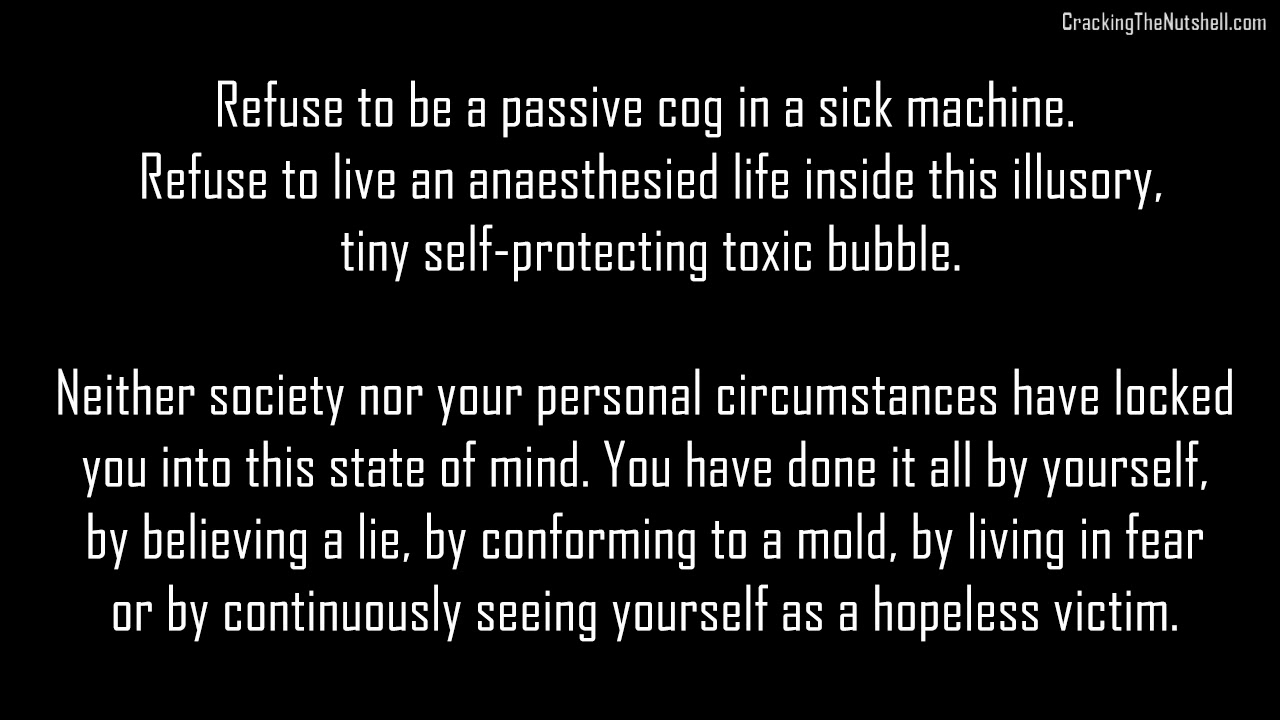 CrackingTheNutshell.com
Refuse to be a passive cog in a sick machine.
Refuse to live an anaesthesied life inside this illusory,
tiny self-protecting toxic bubble.
Neither society nor your personal circumstances have locked
you into this state of mind. You have done it all by yourself,
by believing a lie, by conforming to a mold, by living in fear
or by continuously seeing yourself as a hopeless victim.